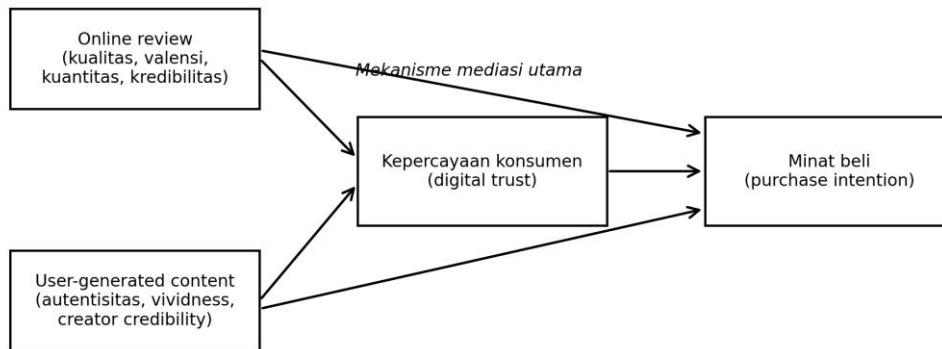 Online review
(kualitas, valensi,
kuantitas, kredibilitas)
Mekanisme mediasi utama
Kepercayaan konsumen
(digital trust)
Minat beli
(purchase intention)
User-generated content
(autentisitas, vividness,
creator credibility)